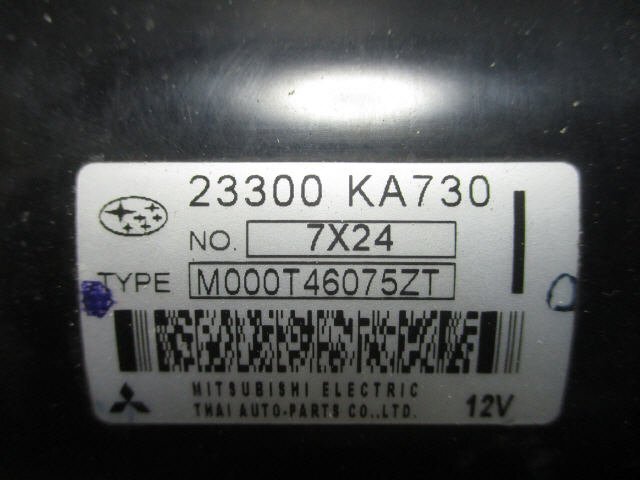 23300 KA730
NO. 7X24
TYPE M000T46075ZT
MITSUBISHI ELECTRIC
THAI AUTO-PARTS CO.,LTD.
12V